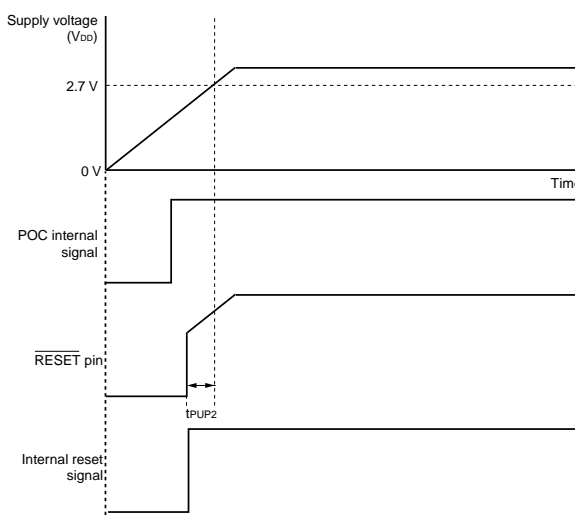 Supply voltage
(VDD)
2.7 V
0 V
Time
POC internal
signal
RESET pin
tPUP2
Internal reset
signal